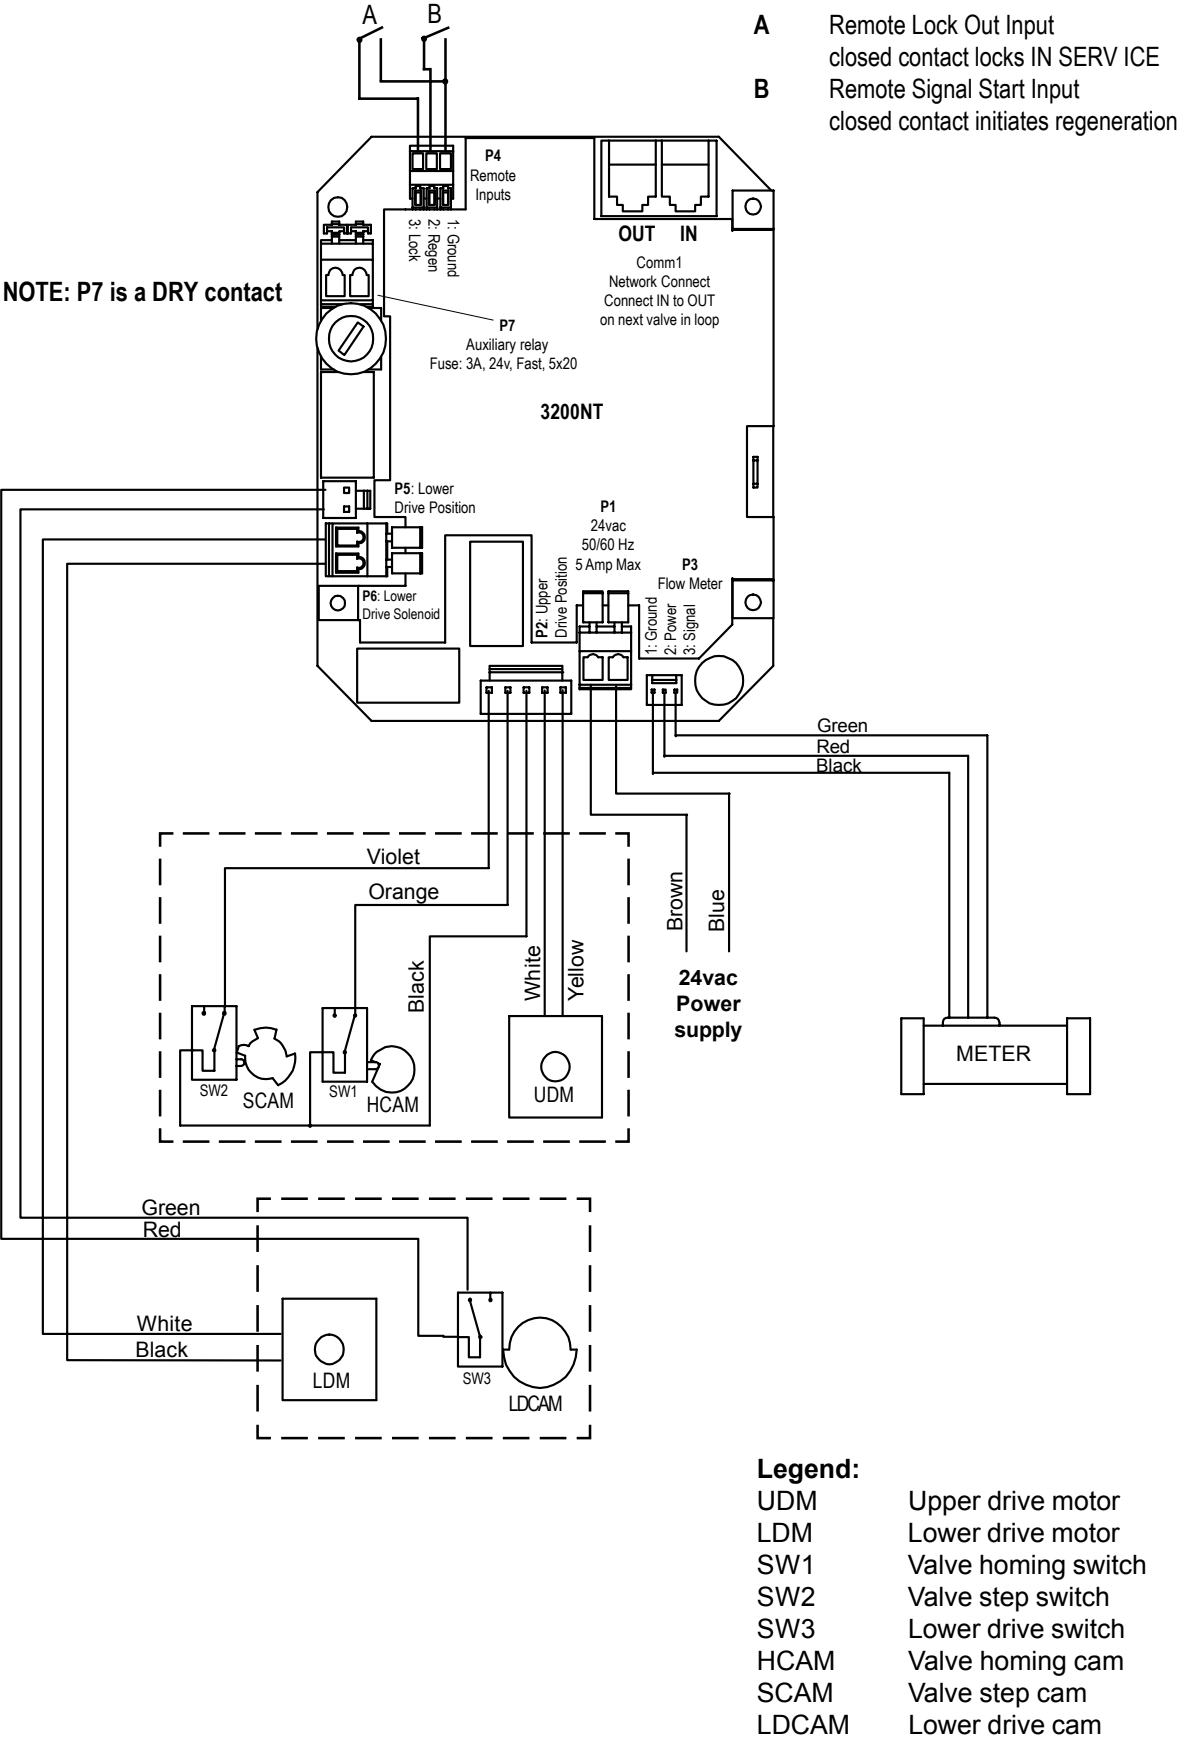 A B
A Remote Lock Out Input
closed contact locks IN SERV ICE
B Remote Signal Start Input
closed contact initiates regeneration
P4
Remote
Inputs
3: Lock
2: Regen
1: Ground
OUT IN
Comm1
Network Connect
Connect IN to OUT
on next valve in loop
NOTE: P7 is a DRY contact
P7
Auxiliary relay
Fuse: 3A, 24v, Fast, 5x20
3200NT
P5: Lower
Drive Position
P6: Lower
Drive Solenoid
P2: Upper
Drive Position
P1
24vac
50/60 Hz
5 Amp Max
P3
Flow Meter
1: Ground
2: Power
3: Signal
Green
Red
Black
Violet
Orange
Black
White
Yellow
Brown
Blue
24vac
Power
supply
METER
SW2
SCAM
SW1
HCAM
UDM
Green
Red
White
Black
LDM
SW3
LDCAM
Legend:
UDM Upper drive motor
LDM Lower drive motor
SW1 Valve homing switch
SW2 Valve step switch
SW3 Lower drive switch
HCAM Valve homing cam
SCAM Valve step cam
LDCAM Lower drive cam